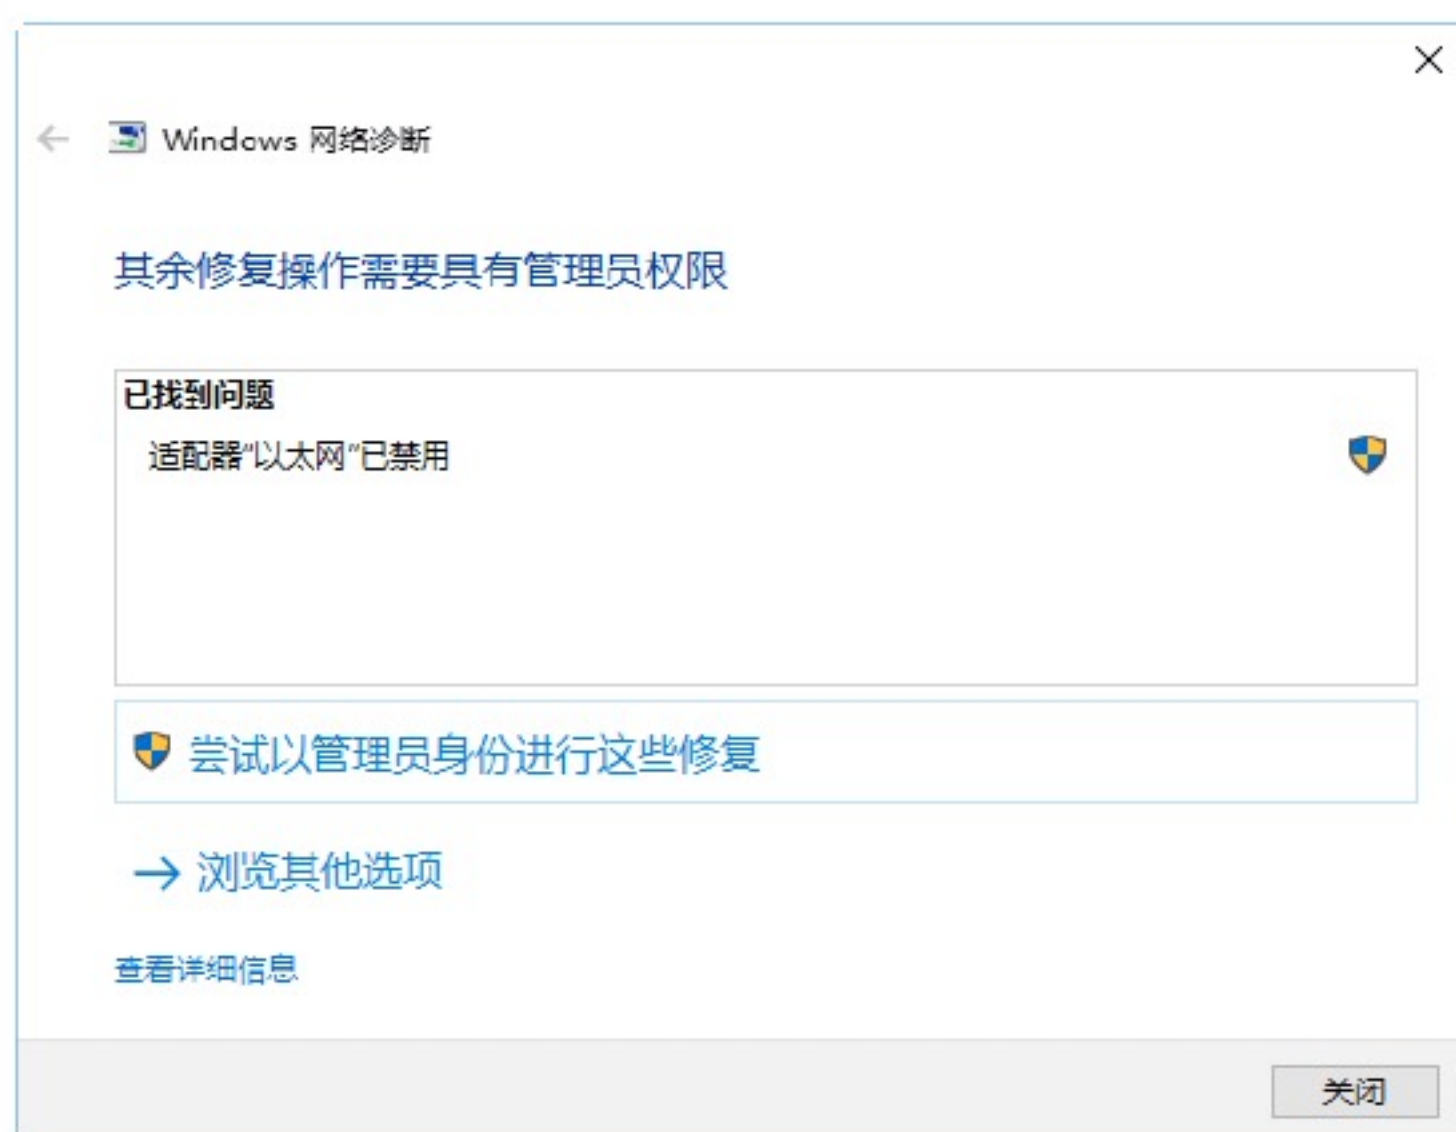 Windows 网络诊断
其余修复操作需要具有管理员权限
已找到问题
适配器“以太网”已禁用
尝试以管理员身份进行这些修复
浏览其他选项
查看详细信息
关闭